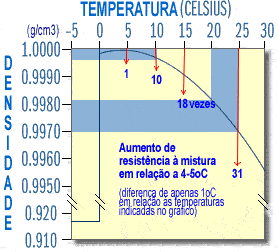 TEMPERATURA (CELSIUS)
(g/cm3) -5 0 5 10 15 20 25 30
1.0000
0.9990
0.9980
0.9970
0.9960
0.9950
0.920
0.910
DENSIDADE
1 10 18 vezes 31
Aumento de
resistência à mistura
em relação a 4-5oC
(diferença de apenas 1oC
em relação as temperaturas
indicadas no gráfico)